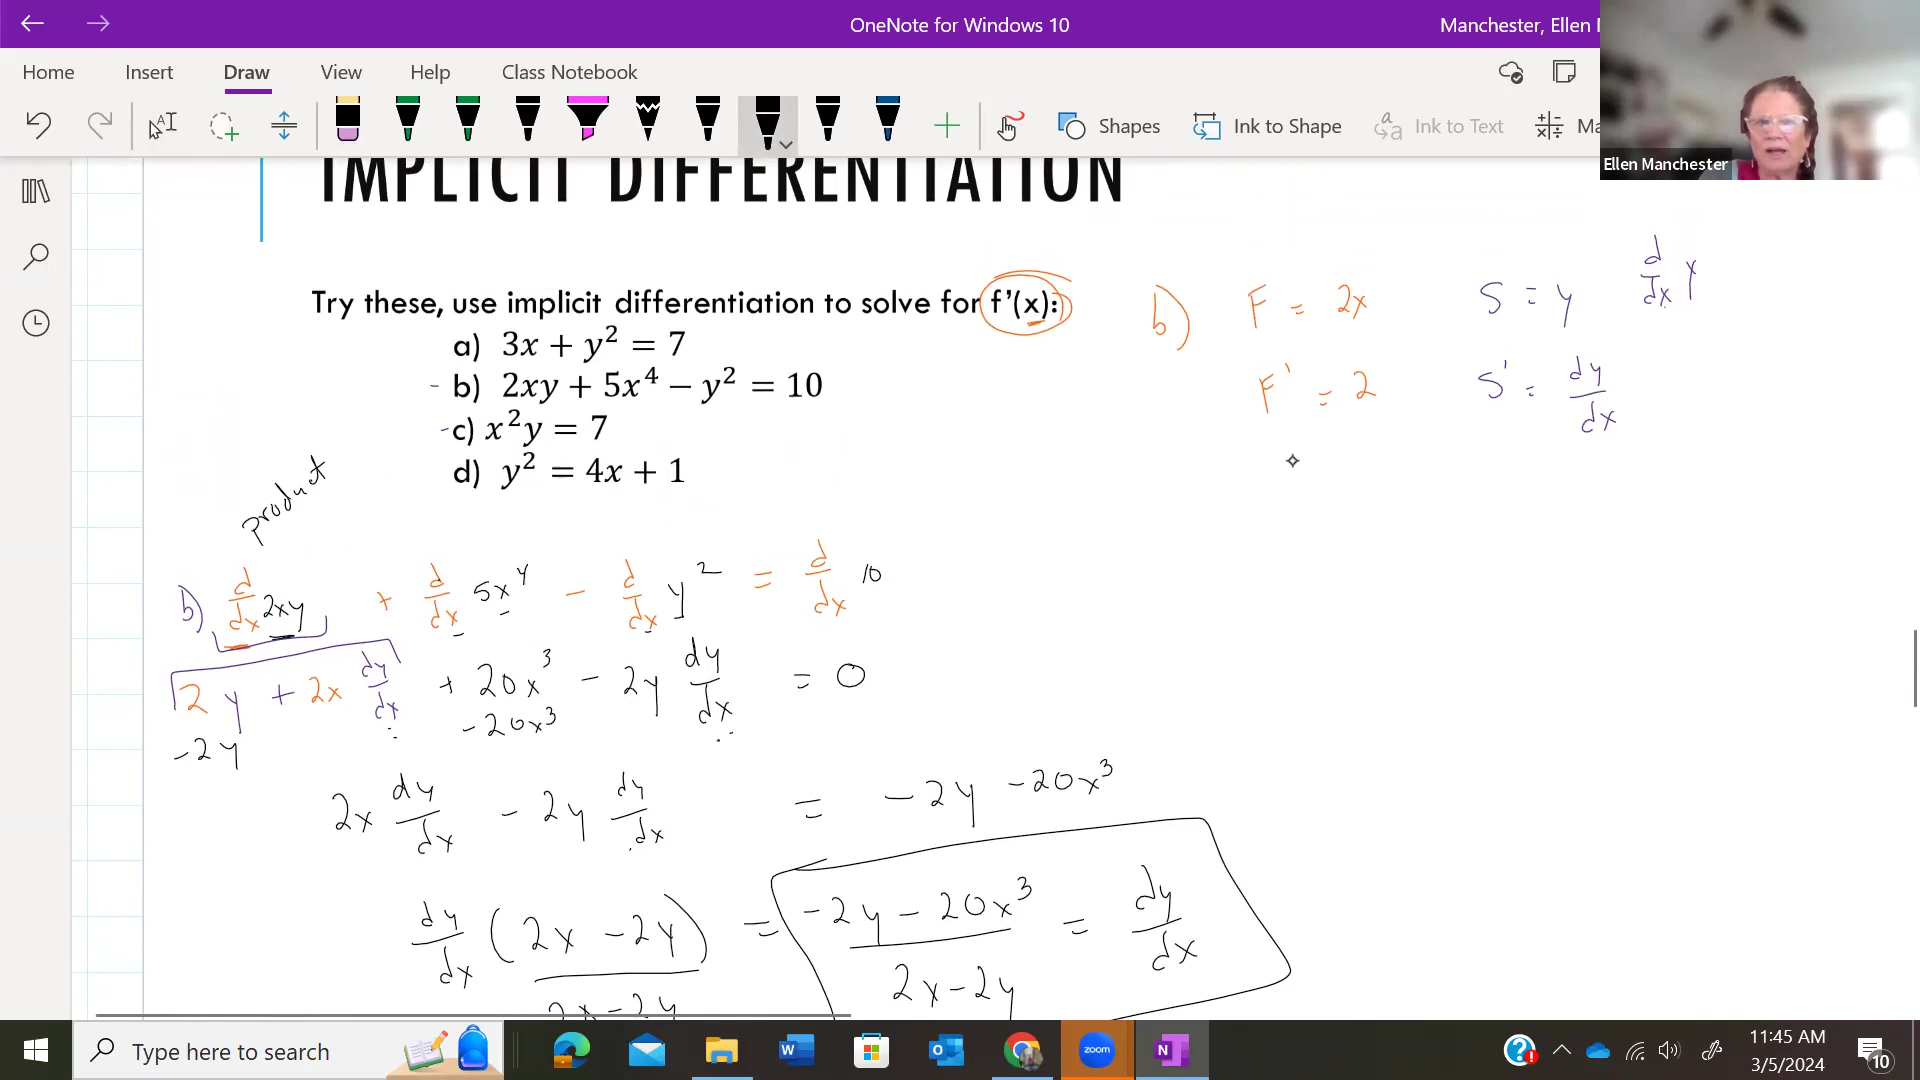 OneNote for Windows 10
Manchester, Ellen
Home Insert Draw View Help Class Notebook
Shapes Ink to Shape Ink to Text
Ellen Manchester
IMPLICIT DIFFERENTIATION
Try these, use implicit differentiation to solve for f'(x):
a) 3x + y² = 7
- b) 2xy + 5x⁴ − y² = 10
- c) x²y = 7
d) y² = 4x + 1
b) F = 2x S = y d/dx y
F' = 2 S' = dy/dx
product
b) d/dx 2xy + d/dx 5x⁴ − d/dx y² = d/dx 10
2y + 2x dy/dx + 20x³ − 2y dy/dx = 0
-2y -20x³
2x dy/dx − 2y dy/dx = −2y −20x³
dy/dx (2x − 2y) = −2y − 20x³ / 2x − 2y = dy/dx
2x − 2y
Type here to search
zoom
11:45 AM
3/5/2024
10